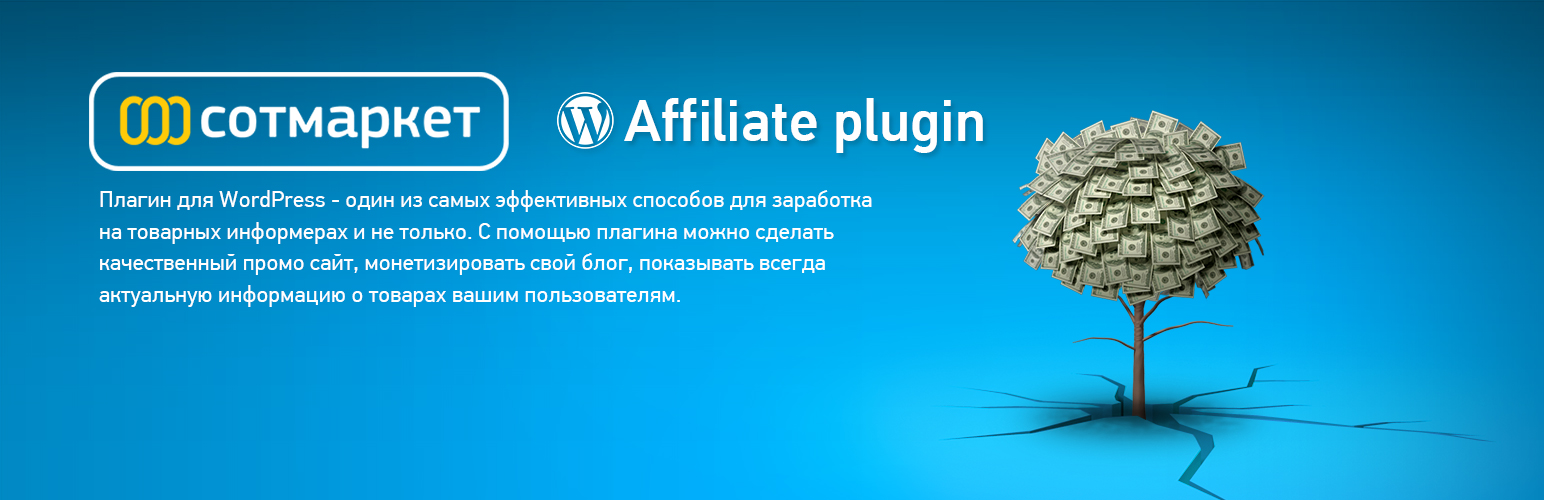 сотмаркет
Affiliate plugin
Плагин для WordPress - один из самых эффективных способов для заработка
на товарных информерах и не только. С помощью плагина можно сделать
качественный промо сайт, монетизировать свой блог, показывать всегда
актуальную информацию о товарах вашим пользователям.